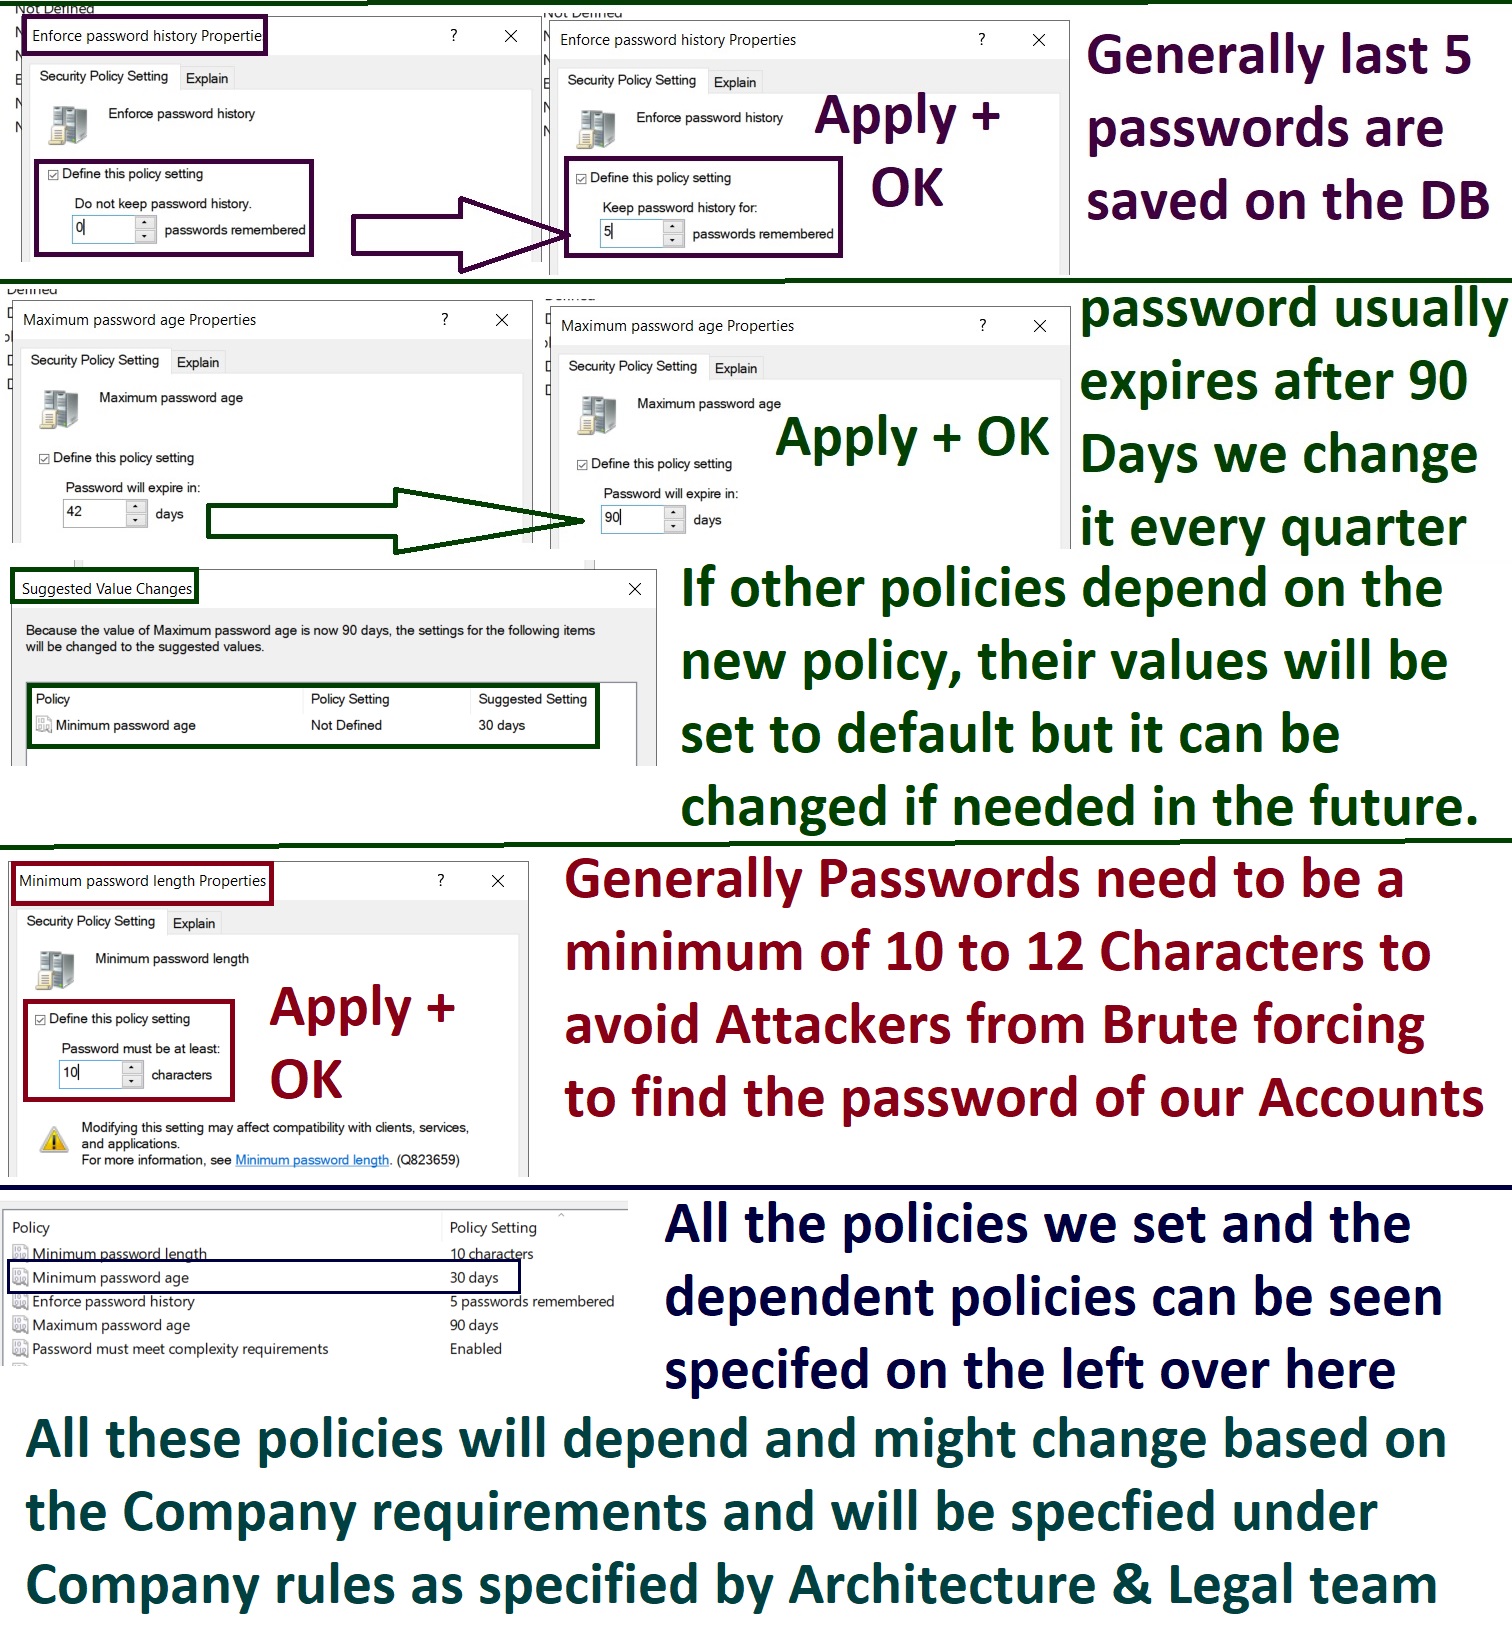 Not Defined
Enforce password history Propertie
?
Security Policy Setting
Explain
Enforce password history
Define this policy setting
Do not keep password history.
0
passwords remembered
Not Defined
Enforce password history Properties
?
Security Policy Setting
Explain
Enforce password history
Define this policy setting
Keep password history for:
5
passwords remembered
Apply +
OK
Generally last 5
passwords are
saved on the DB
Defined
Maximum password age Properties
?
Security Policy Setting
Explain
Maximum password age
Define this policy setting
Password will expire in:
42
days
Maximum password age Properties
?
Security Policy Setting
Explain
Maximum password age
Define this policy setting
Password will expire in:
90
days
Apply + OK
password usually
expires after 90
Days we change
it every quarter
Suggested Value Changes
Because the value of Maximum password age is now 90 days, the settings for the following items
will be changed to the suggested values.
Policy Policy Setting Suggested Setting
Minimum password age Not Defined 30 days
If other policies depend on the
new policy, their values will be
set to default but it can be
changed if needed in the future.
Minimum password length Properties
?
Security Policy Setting
Explain
Minimum password length
Define this policy setting
Password must be at least:
10
characters
Modifying this setting may affect compatibility with clients, services,
and applications.
For more information, see Minimum password length. (Q823659)
Apply +
OK
Generally Passwords need to be a
minimum of 10 to 12 Characters to
avoid Attackers from Brute forcing
to find the password of our Accounts
Policy Policy Setting
Minimum password length 10 characters
Minimum password age 30 days
Enforce password history 5 passwords remembered
Maximum password age 90 days
Password must meet complexity requirements Enabled
All the policies we set and the
dependent policies can be seen
specifed on the left over here
All these policies will depend and might change based on
the Company requirements and will be specfied under
Company rules as specified by Architecture & Legal team